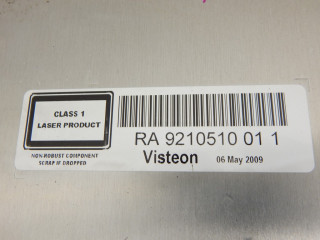 CLASS 1
LASER PRODUCT
NON ROBUST COMPONENT
SCRAP IF DROPPED
RA 9210510 01 1
Visteon 06 May 2009